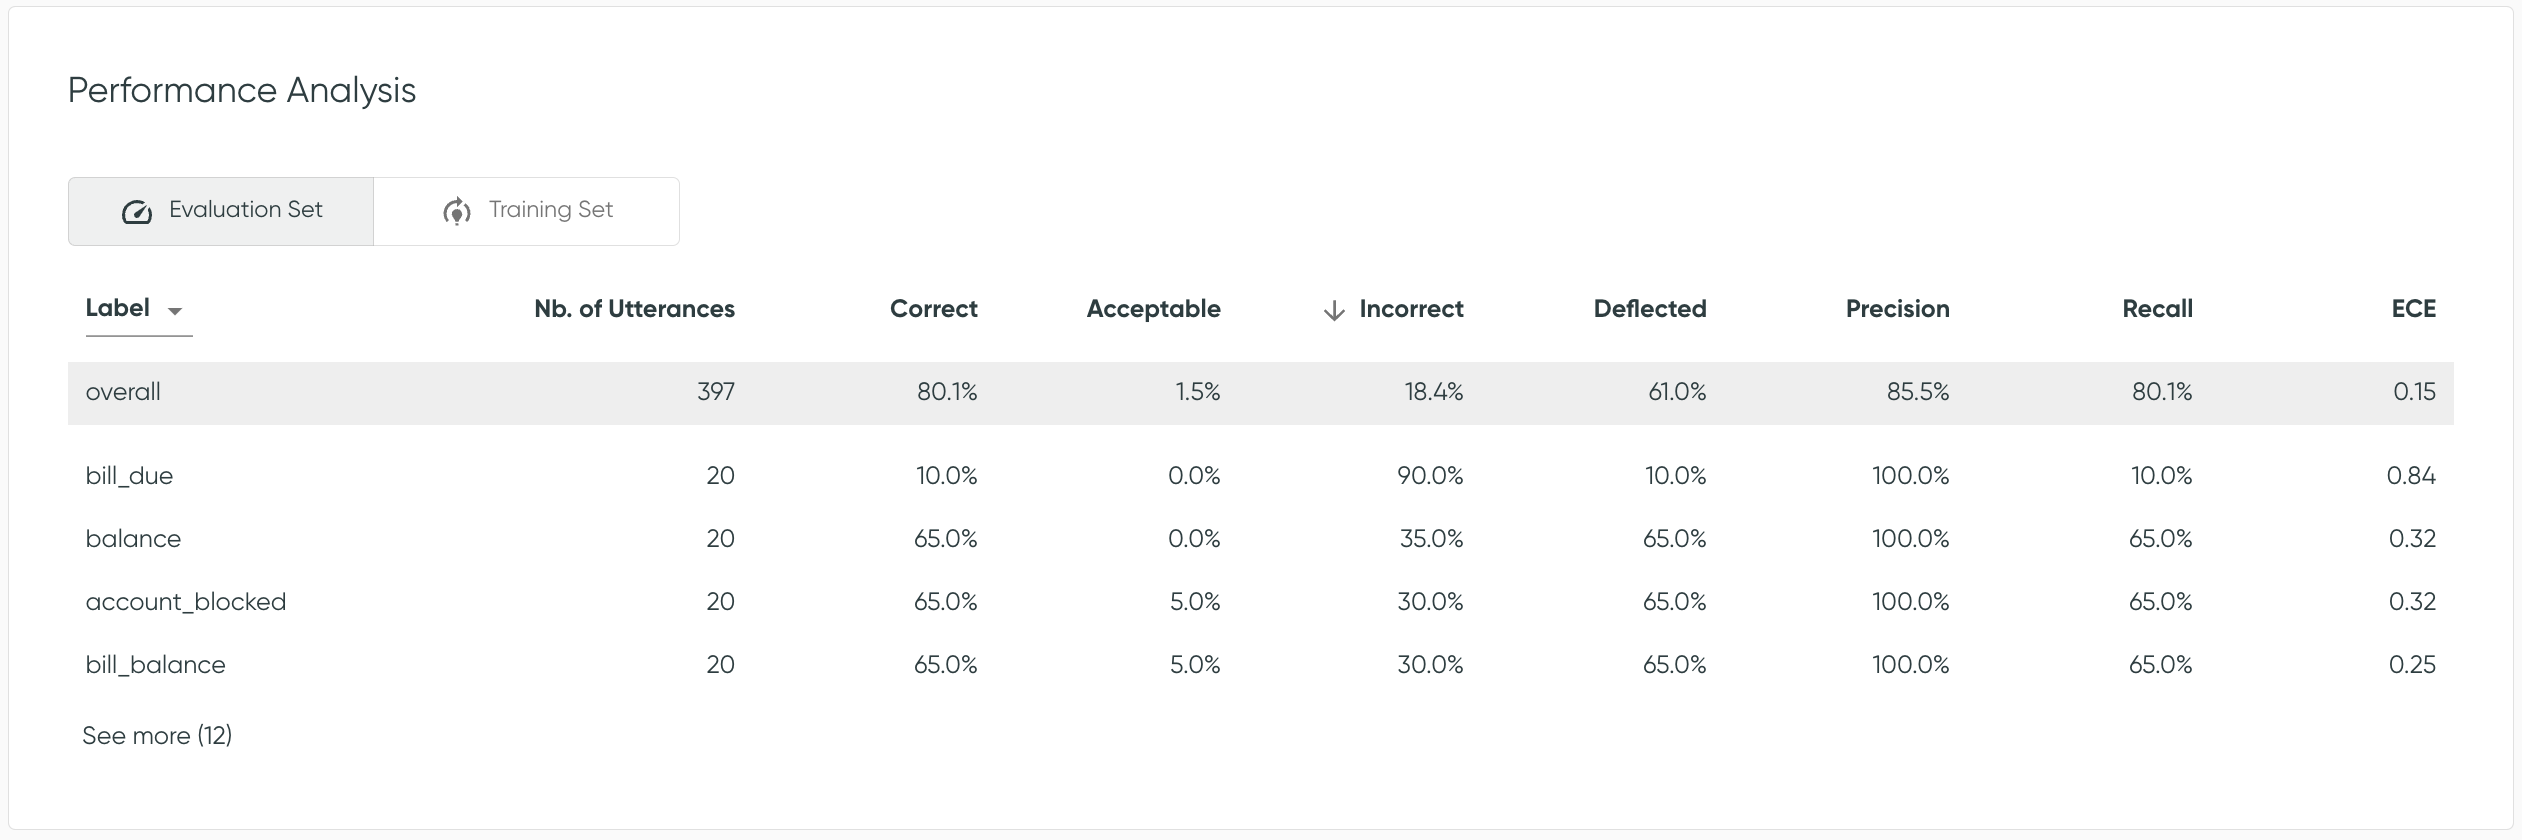 Performance Analysis
Evaluation Set Training Set
Label Nb. of Utterances Correct Acceptable Incorrect Deflected Precision Recall ECE
overall 397 80.1% 1.5% 18.4% 61.0% 85.5% 80.1% 0.15
bill_due 20 10.0% 0.0% 90.0% 10.0% 100.0% 10.0% 0.84
balance 20 65.0% 0.0% 35.0% 65.0% 100.0% 65.0% 0.32
account_blocked 20 65.0% 5.0% 30.0% 65.0% 100.0% 65.0% 0.32
bill_balance 20 65.0% 5.0% 30.0% 65.0% 100.0% 65.0% 0.25
See more (12)